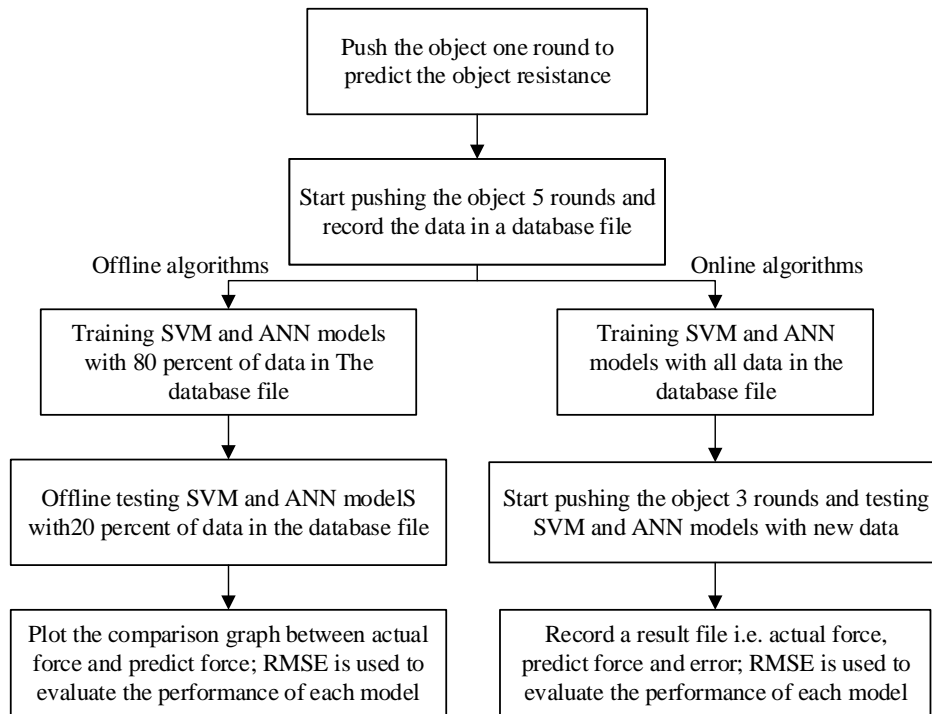 Push the object one round to
predict the object resistance
Start pushing the object 5 rounds and
record the data in a database file
Offline algorithms
Online algorithms
Training SVM and ANN models
with 80 percent of data in The
database file
Training SVM and ANN
models with all data in the
database file
Offline testing SVM and ANN modelS
with20 percent of data in the database file
Start pushing the object 3 rounds and testing
SVM and ANN models with new data
Plot the comparison graph between actual
force and predict force; RMSE is used to
evaluate the performance of each model
Record a result file i.e. actual force,
predict force and error; RMSE is used to
evaluate the performance of each model